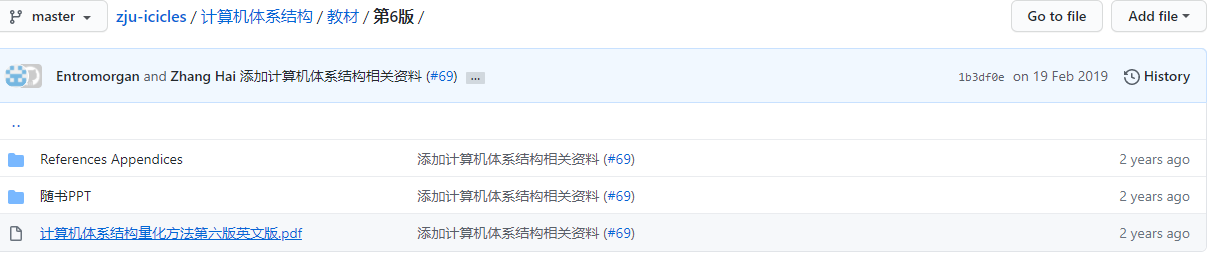 master zju-icicles / 计算机体系结构 / 教材 / 第6版 / Go to file Add file
Entromorgan and Zhang Hai 添加计算机体系结构相关资料 (#69) ... 1b3df0e on 19 Feb 2019 History
..
References Appendices 添加计算机体系结构相关资料 (#69) 2 years ago
随书PPT 添加计算机体系结构相关资料 (#69) 2 years ago
计算机体系结构量化方法第六版英文版.pdf 添加计算机体系结构相关资料 (#69) 2 years ago